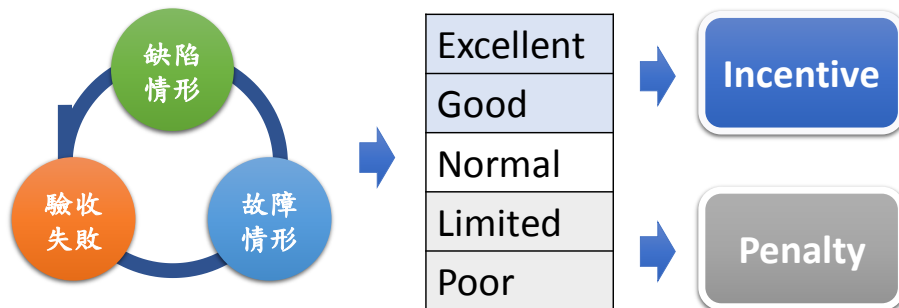 缺陷
情形
驗收
失敗
故障
情形
Excellent
Good
Normal
Limited
Poor
Incentive
Penalty